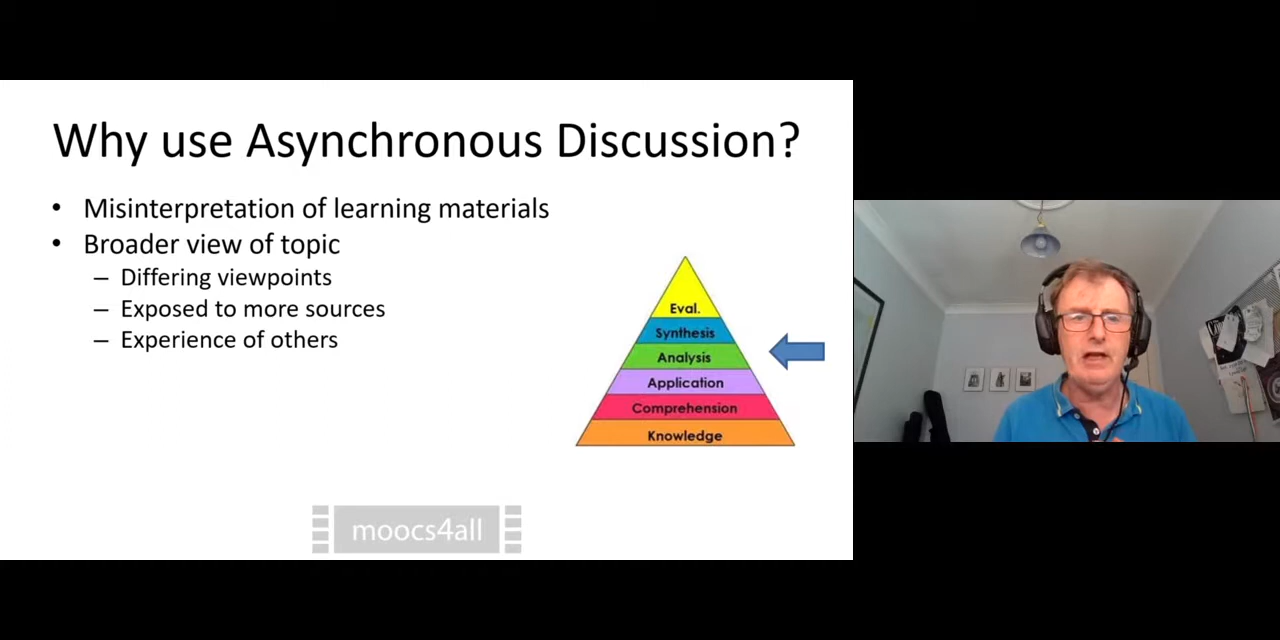 Why use Asynchronous Discussion?
• Misinterpretation of learning materials
• Broader view of topic
– Differing viewpoints
– Exposed to more sources
– Experience of others
Eval.
Synthesis
Analysis
Application
Comprehension
Knowledge
moocs4all